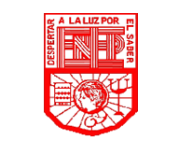 DESPERTAR
A LA LUZ POR
EL SABER
ENP